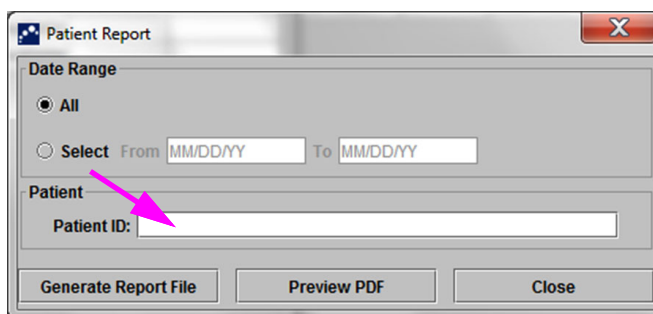 Patient Report
Date Range
All
Select From MM/DD/YY To MM/DD/YY
Patient
Patient ID:
Generate Report File Preview PDF Close